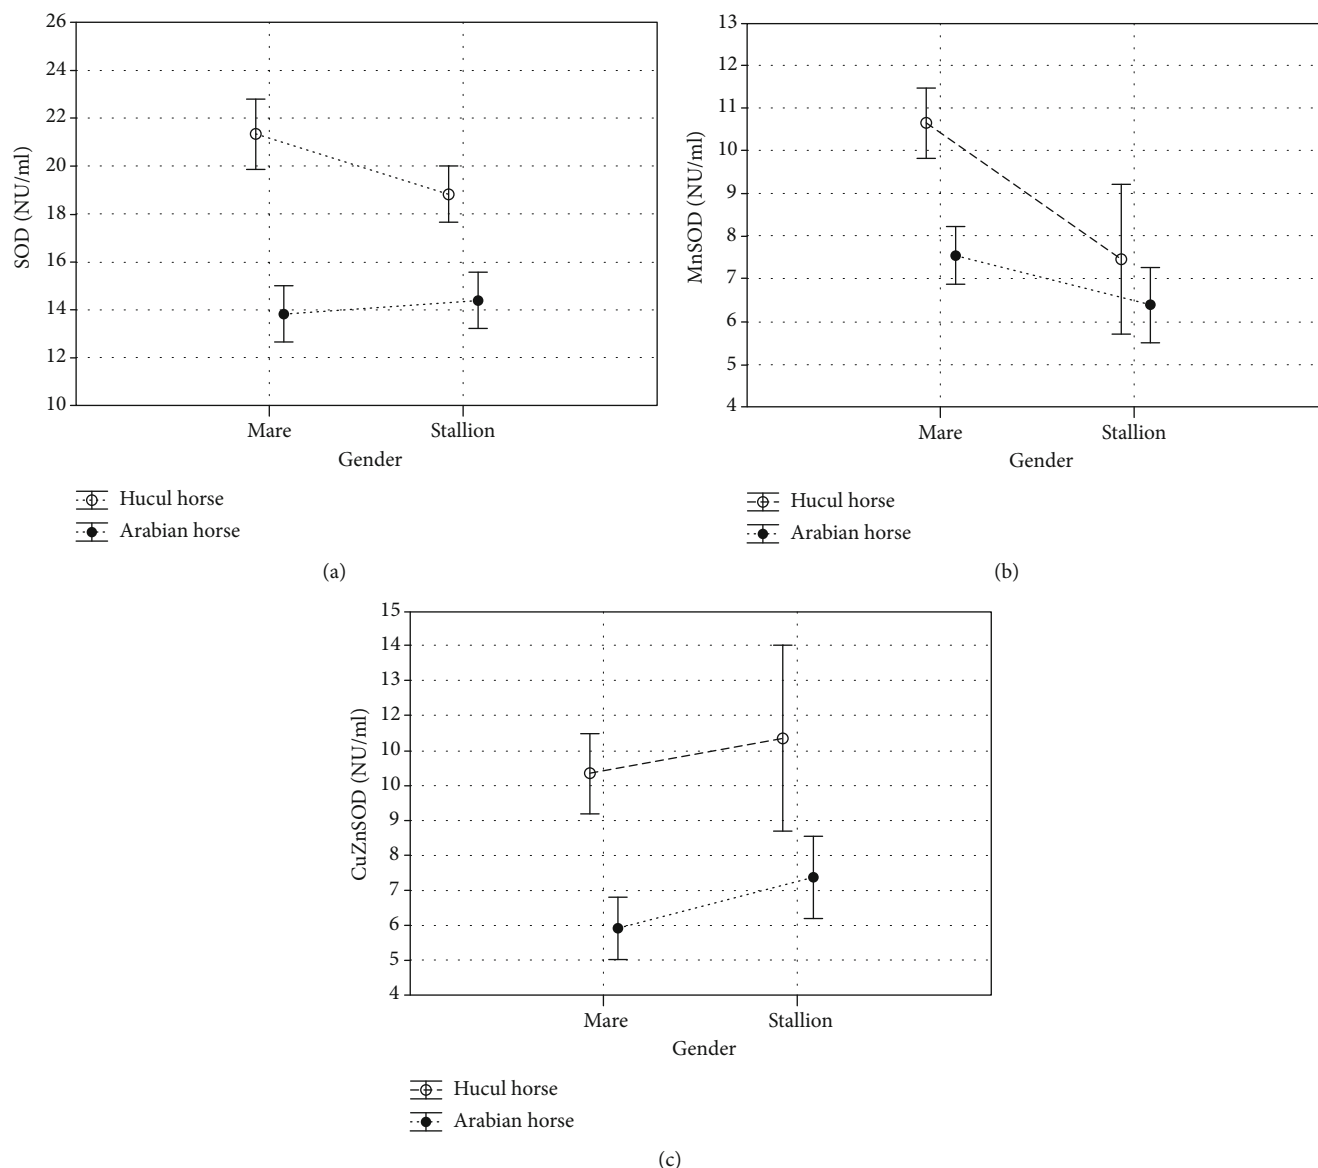 26
24
22
20
18
16
14
12
10
SOD (NU/ml)
Mare Stallion
Gender
Hucul horse
Arabian horse
(a)
13
12
11
10
9
8
7
6
5
4
MnSOD (NU/ml)
Mare Stallion
Gender
Hucul horse
Arabian horse
(b)
15
14
13
12
10
10
9
8
7
6
5
4
CuZnSOD (NU/ml)
Mare Stallion
Gender
Hucul horse
Arabian horse
(c)